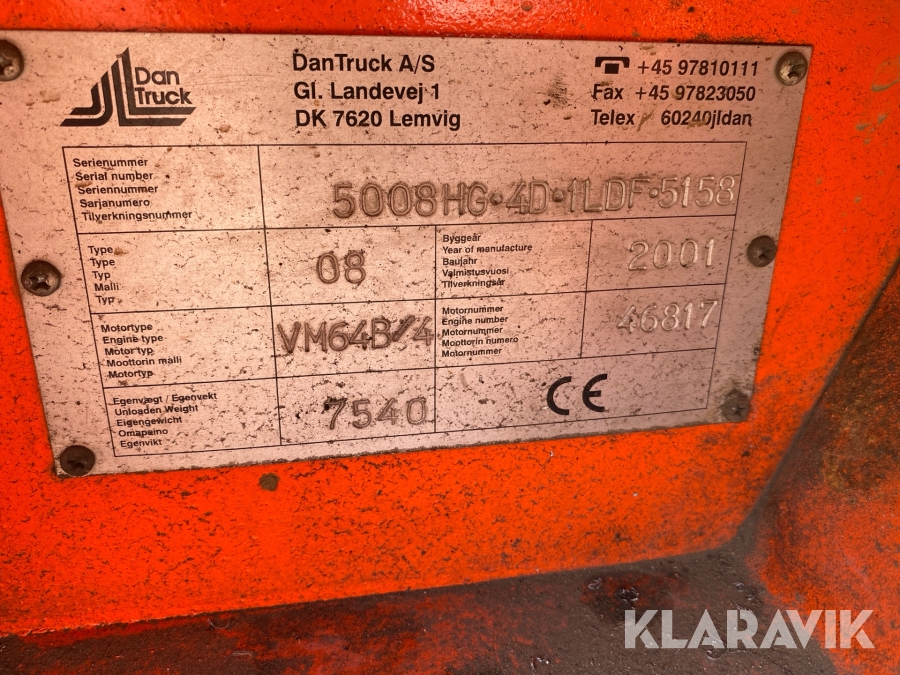 Dan
Truck
DanTruck A/S
Gl. Landevej 1
DK 7620 Lemvig
☎ +45 97810111
Fax +45 97823050
Telex 60240jldan
Serienummer
Serial number
Seriennummer
Sarjanumero
Tilverkningsnummer
5008HG·4D·1LDF·5158
Type
Type
Typ
Malli
Typ
08
Byggeår
Year of manufacture
Baujahr
Valmistusvuosi
Tilverkningsår
2001
Motortype
Engine type
Motor typ
Moottorin malli
Motortyp
VM64B/4
Motornummer
Engine number
Motornummer
Moottorin numero
Motornummer
46817
Egenvægt / Egenvekt
Unloaden Weight
Eigengewicht
Omapaino
Egenvikt
7540
CE
KLARAVIK